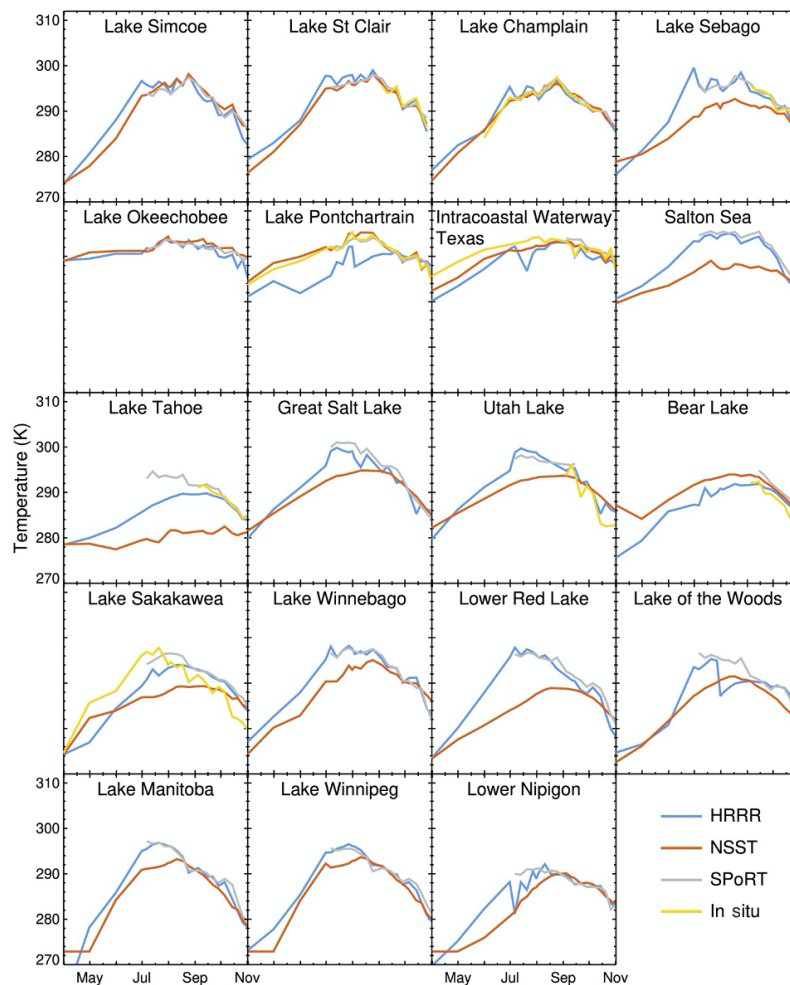 310
Lake Simcoe
Lake St Clair
Lake Champlain
Lake Sebago
300
290
280
270
Lake Okeechobee
Lake Pontchartrain
Intracoastal Waterway
Texas
Salton Sea
310
Lake Tahoe
Great Salt Lake
Utah Lake
Bear Lake
300
290
280
270
Temperature (K)
Lake Sakakawea
Lake Winnebago
Lower Red Lake
Lake of the Woods
310
Lake Manitoba
Lake Winnipeg
Lower Nipigon
300
290
280
270
HRRR
NSST
SPoRT
In situ
May Jul Sep Nov May Jul Sep Nov May Jul Sep Nov